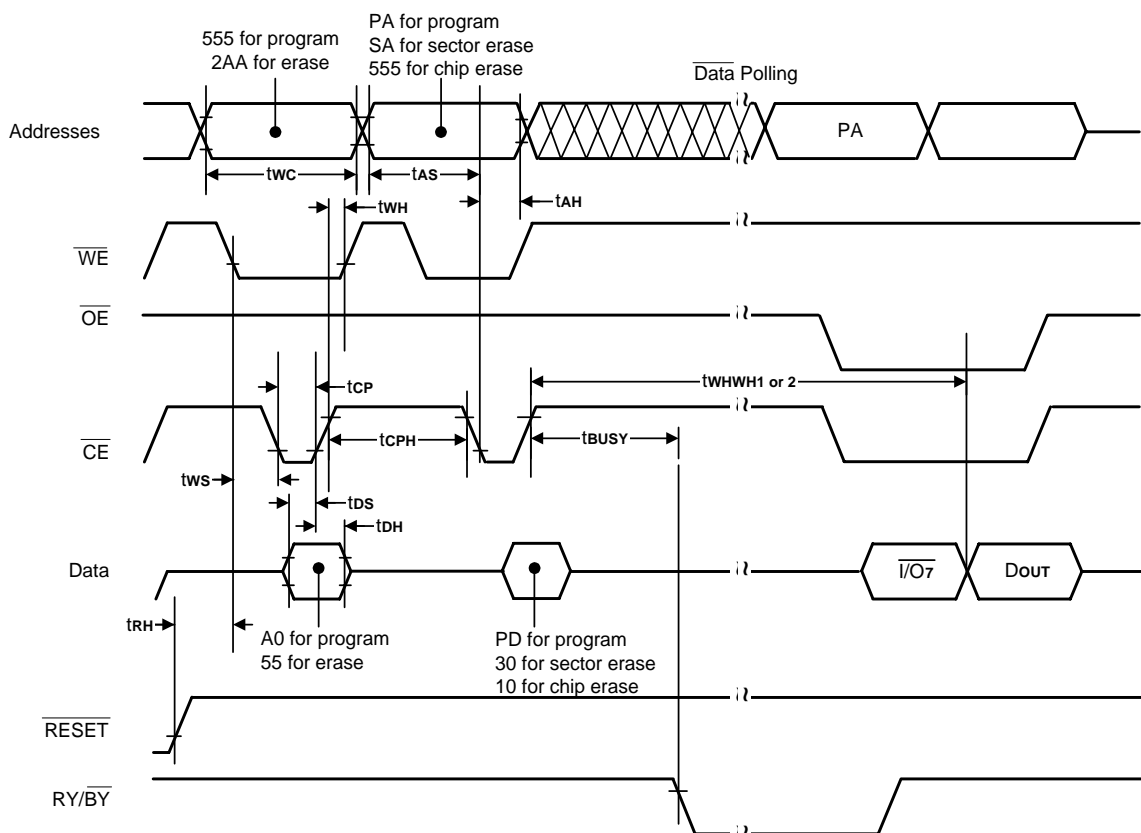 555 for program
2AA for erase
PA for program
SA for sector erase
555 for chip erase
Data Polling
Addresses
PA
tWC
tAS
tAH
tWH
WE
OE
tWHWH1 or 2
tCP
CE
tCPH
tBUSY
tWS
tDS
tDH
Data
I/O7
DOUT
tRH
A0 for program
55 for erase
PD for program
30 for sector erase
10 for chip erase
RESET
RY/BY